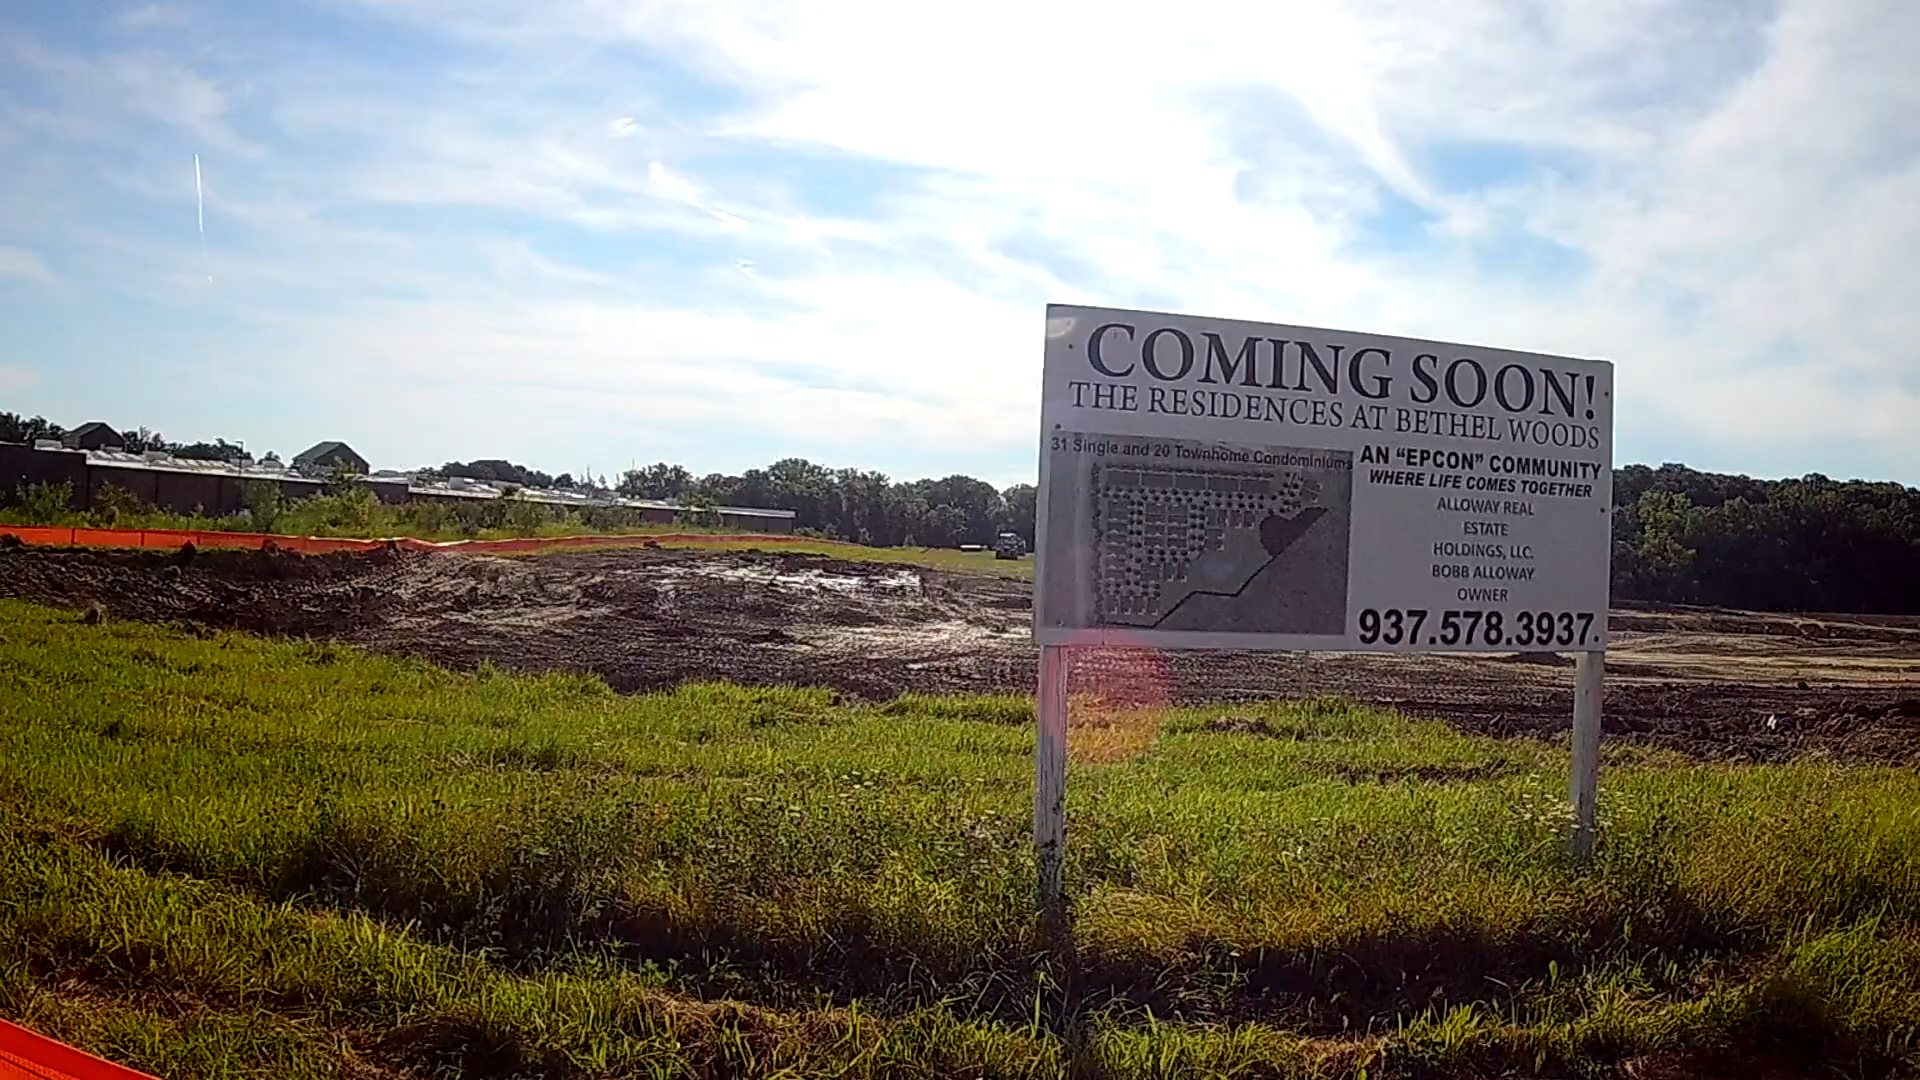 COMING SOON!
THE RESIDENCES AT BETHEL WOODS
31 Single and 20 Townhome Condominiums
AN "EPCON" COMMUNITY
WHERE LIFE COMES TOGETHER
ALLOWAY REAL
ESTATE
HOLDINGS, LLC.
BOBB ALLOWAY
OWNER
937.578.3937